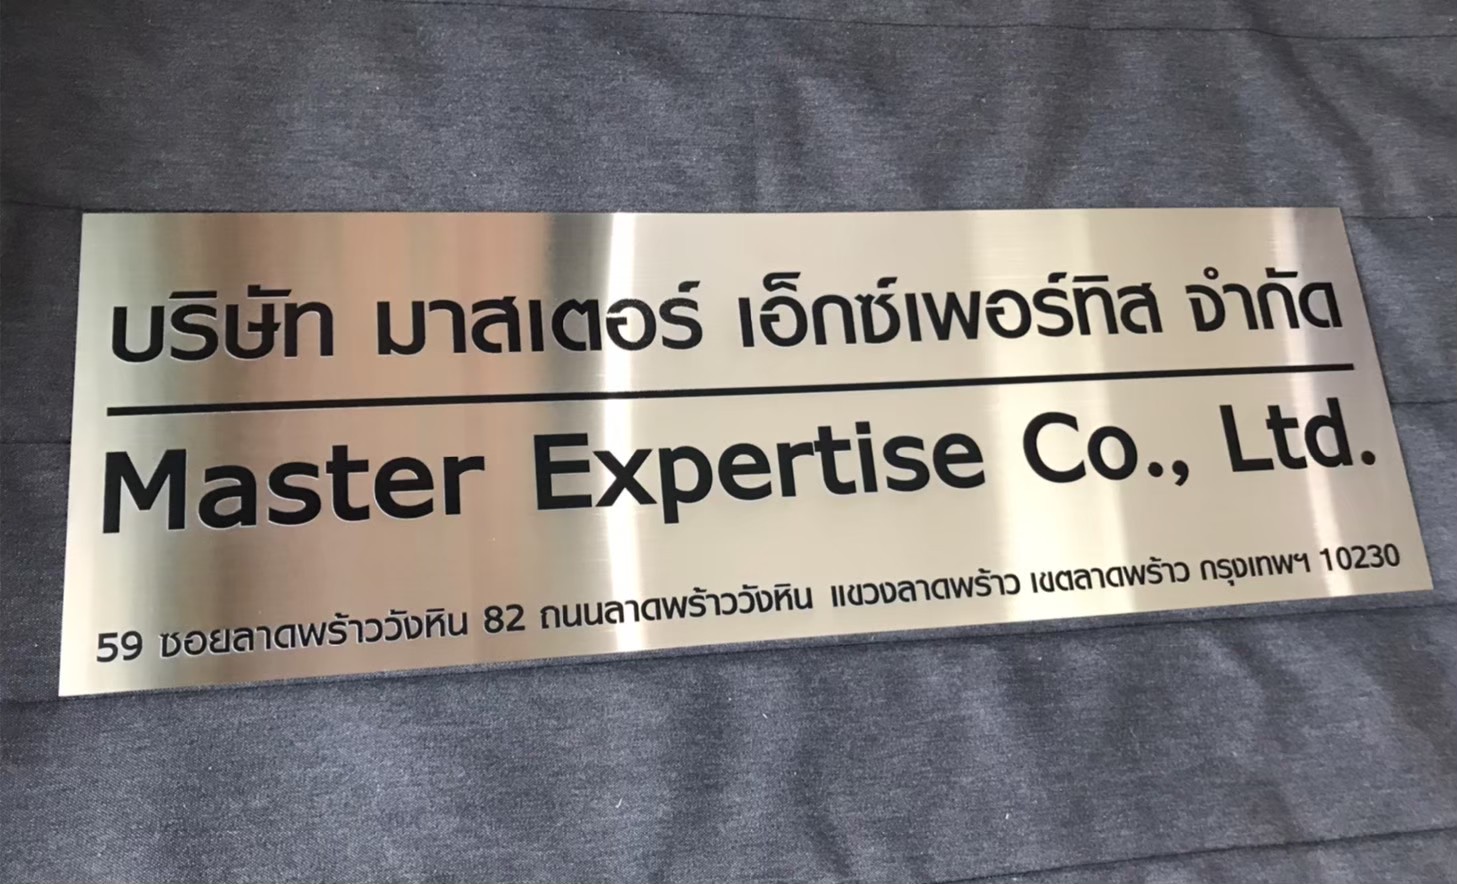 บริษัท มาสเตอร์ เอ็กซ์เพอร์ทิส จำกัด
Master Expertise Co., Ltd.
59 ซอยลาดพร้าววังหิน 82 ถนนลาดพร้าววังหิน แขวงลาดพร้าว เขตลาดพร้าว กรุงเทพฯ 10230